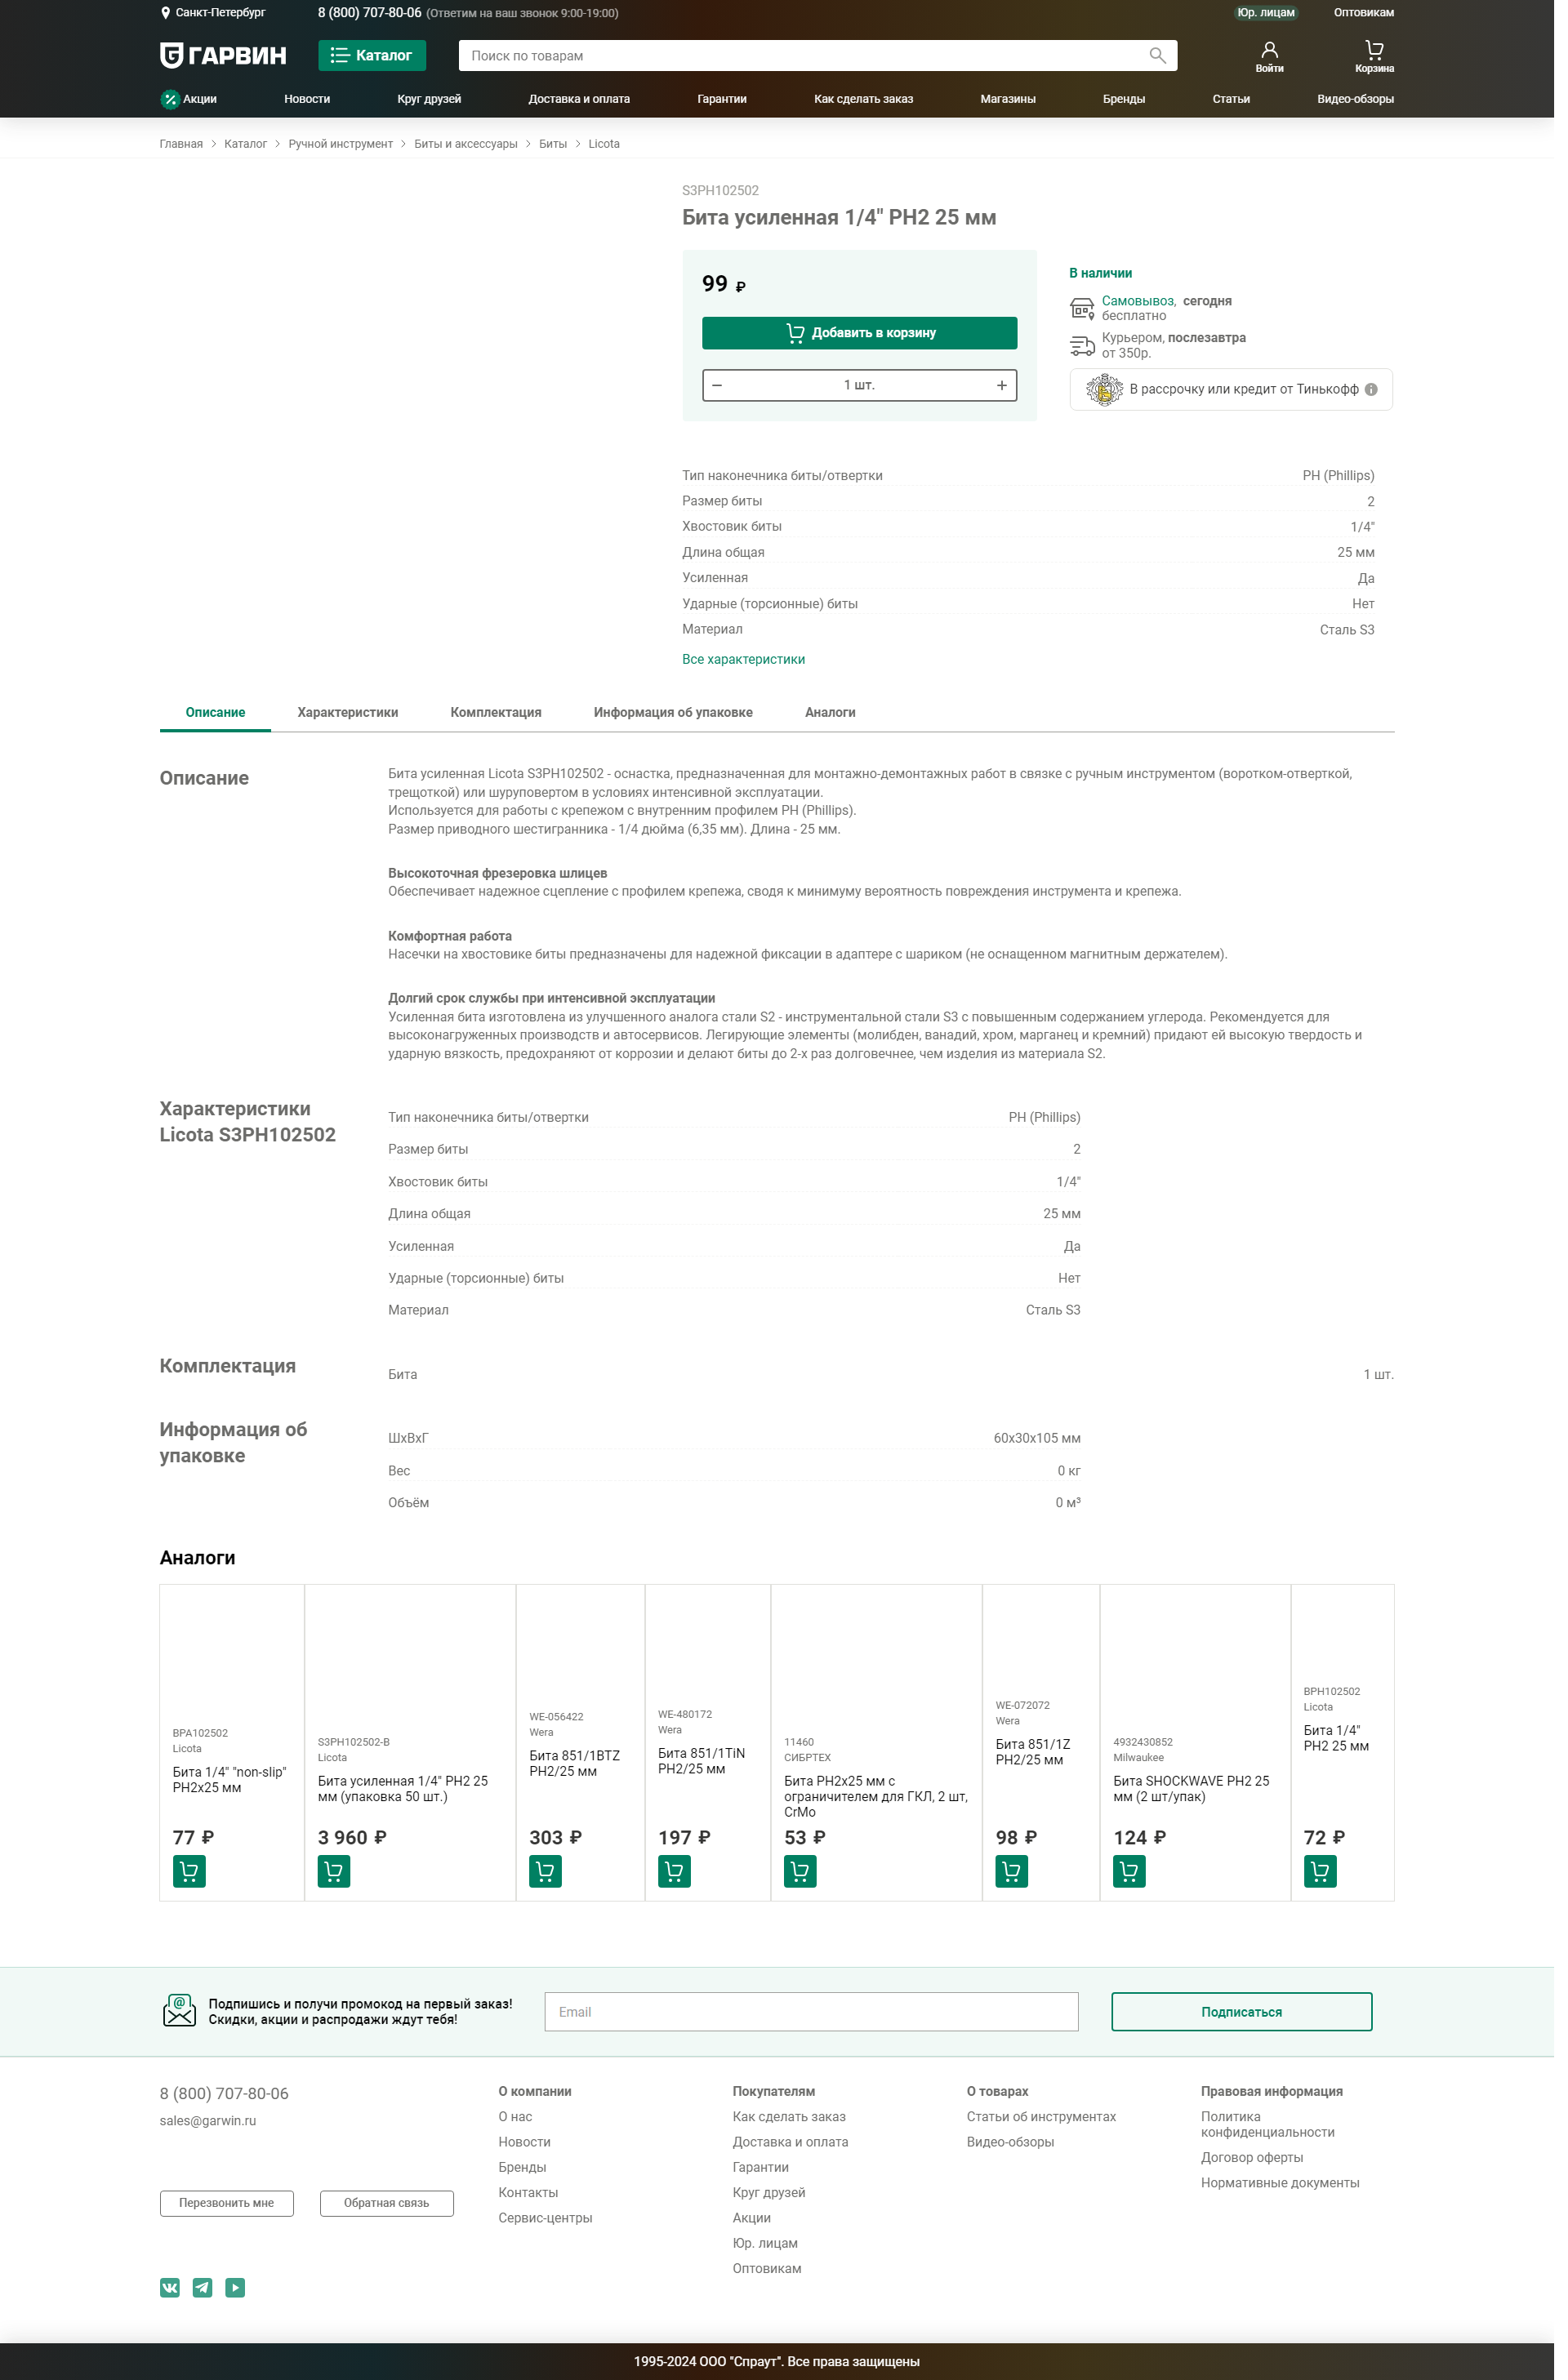 Санкт-Петербург
8 (800) 707-80-06 (Ответим на ваш звонок 9:00-19:00)
Юр. лицам
Оптовикам
ГАРВИН
Каталог
Поиск по товарам
Войти
Корзина
Акции
Новости
Круг друзей
Доставка и оплата
Гарантии
Как сделать заказ
Магазины
Бренды
Статьи
Видео-обзоры
Главная
Каталог
Ручной инструмент
Биты и аксессуары
Биты
Licota
S3PH102502
Бита усиленная 1/4" PH2 25 мм
99 ₽
Добавить в корзину
1 шт.
В наличии
Самовывоз, сегодня
бесплатно
Курьером, послезавтра
от 350р.
В рассрочку или кредит от Тинькофф
Тип наконечника биты/отвертки PH (Phillips)
Размер биты 2
Хвостовик биты 1/4"
Длина общая 25 мм
Усиленная Да
Ударные (торсионные) биты Нет
Материал Сталь S3
Все характеристики
Описание
Характеристики
Комплектация
Информация об упаковке
Аналоги
Описание
Бита усиленная Licota S3PH102502 - оснастка, предназначенная для монтажно-демонтажных работ в связке с ручным инструментом (воротком-отверткой,
трещоткой) или шуруповертом в условиях интенсивной эксплуатации.
Используется для работы с крепежом с внутренним профилем PH (Phillips).
Размер приводного шестигранника - 1/4 дюйма (6,35 мм). Длина - 25 мм.
Высокоточная фрезеровка шлицев
Обеспечивает надежное сцепление с профилем крепежа, сводя к минимуму вероятность повреждения инструмента и крепежа.
Комфортная работа
Насечки на хвостовике биты предназначены для надежной фиксации в адаптере с шариком (не оснащенном магнитным держателем).
Долгий срок службы при интенсивной эксплуатации
Усиленная бита изготовлена из улучшенного аналога стали S2 - инструментальной стали S3 с повышенным содержанием углерода. Рекомендуется для
высоконагруженных производств и автосервисов. Легирующие элементы (молибден, ванадий, хром, марганец и кремний) придают ей высокую твердость и
ударную вязкость, предохраняют от коррозии и делают биты до 2-х раз долговечнее, чем изделия из материала S2.
Характеристики
Licota S3PH102502
Тип наконечника биты/отвертки PH (Phillips)
Размер биты 2
Хвостовик биты 1/4"
Длина общая 25 мм
Усиленная Да
Ударные (торсионные) биты Нет
Материал Сталь S3
Комплектация
Бита 1 шт.
Информация об
упаковке
ШхВхГ 60x30x105 мм
Вес 0 кг
Объём 0 м³
Аналоги
BPA102502
Licota
Бита 1/4" "non-slip"
PH2x25 мм
77 ₽
S3PH102502-B
Licota
Бита усиленная 1/4" PH2 25
мм (упаковка 50 шт.)
3 960 ₽
WE-056422
Wera
Бита 851/1BTZ
PH2/25 мм
303 ₽
WE-480172
Wera
Бита 851/1TiN
PH2/25 мм
197 ₽
11460
СИБРТЕХ
Бита PH2x25 мм с
ограничителем для ГКЛ, 2 шт,
CrMo
53 ₽
WE-072072
Wera
Бита 851/1Z
PH2/25 мм
98 ₽
4932430852
Milwaukee
Бита SHOCKWAVE PH2 25
мм (2 шт/упак)
124 ₽
BPH102502
Licota
Бита 1/4"
PH2 25 мм
72 ₽
Подпишись и получи промокод на первый заказ!
Скидки, акции и распродажи ждут тебя!
Email
Подписаться
8 (800) 707-80-06
sales@garwin.ru
Перезвонить мне
Обратная связь
О компании
О нас
Новости
Бренды
Контакты
Сервис-центры
Покупателям
Как сделать заказ
Доставка и оплата
Гарантии
Круг друзей
Акции
Юр. лицам
Оптовикам
О товарах
Статьи об инструментах
Видео-обзоры
Правовая информация
Политика
конфиденциальности
Договор оферты
Нормативные документы
1995-2024 ООО "Спраут". Все права защищены